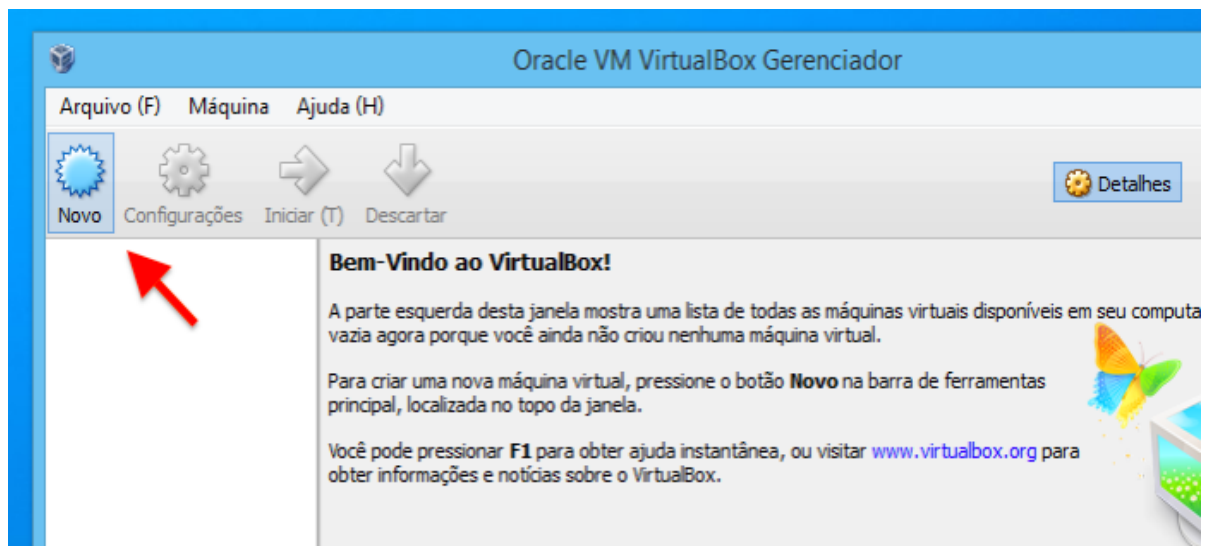 Oracle VM VirtualBox Gerenciador
Arquivo (F) Máquina Ajuda (H)
Novo Configurações Iniciar (T) Descartar
Detalhes
Bem-Vindo ao VirtualBox!
A parte esquerda desta janela mostra uma lista de todas as máquinas virtuais disponíveis em seu computa
vazia agora porque você ainda não criou nenhuma máquina virtual.
Para criar uma nova máquina virtual, pressione o botão Novo na barra de ferramentas
principal, localizada no topo da janela.
Você pode pressionar F1 para obter ajuda instantânea, ou visitar www.virtualbox.org para
obter informações e notícias sobre o VirtualBox.